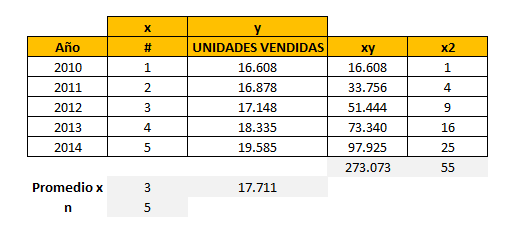 x y
Año # UNIDADES VENDIDAS xy x2
2010 1 16.608 16.608 1
2011 2 16.878 33.756 4
2012 3 17.148 51.444 9
2013 4 18.335 73.340 16
2014 5 19.585 97.925 25
273.073 55
Promedio x 3 17.711
n 5